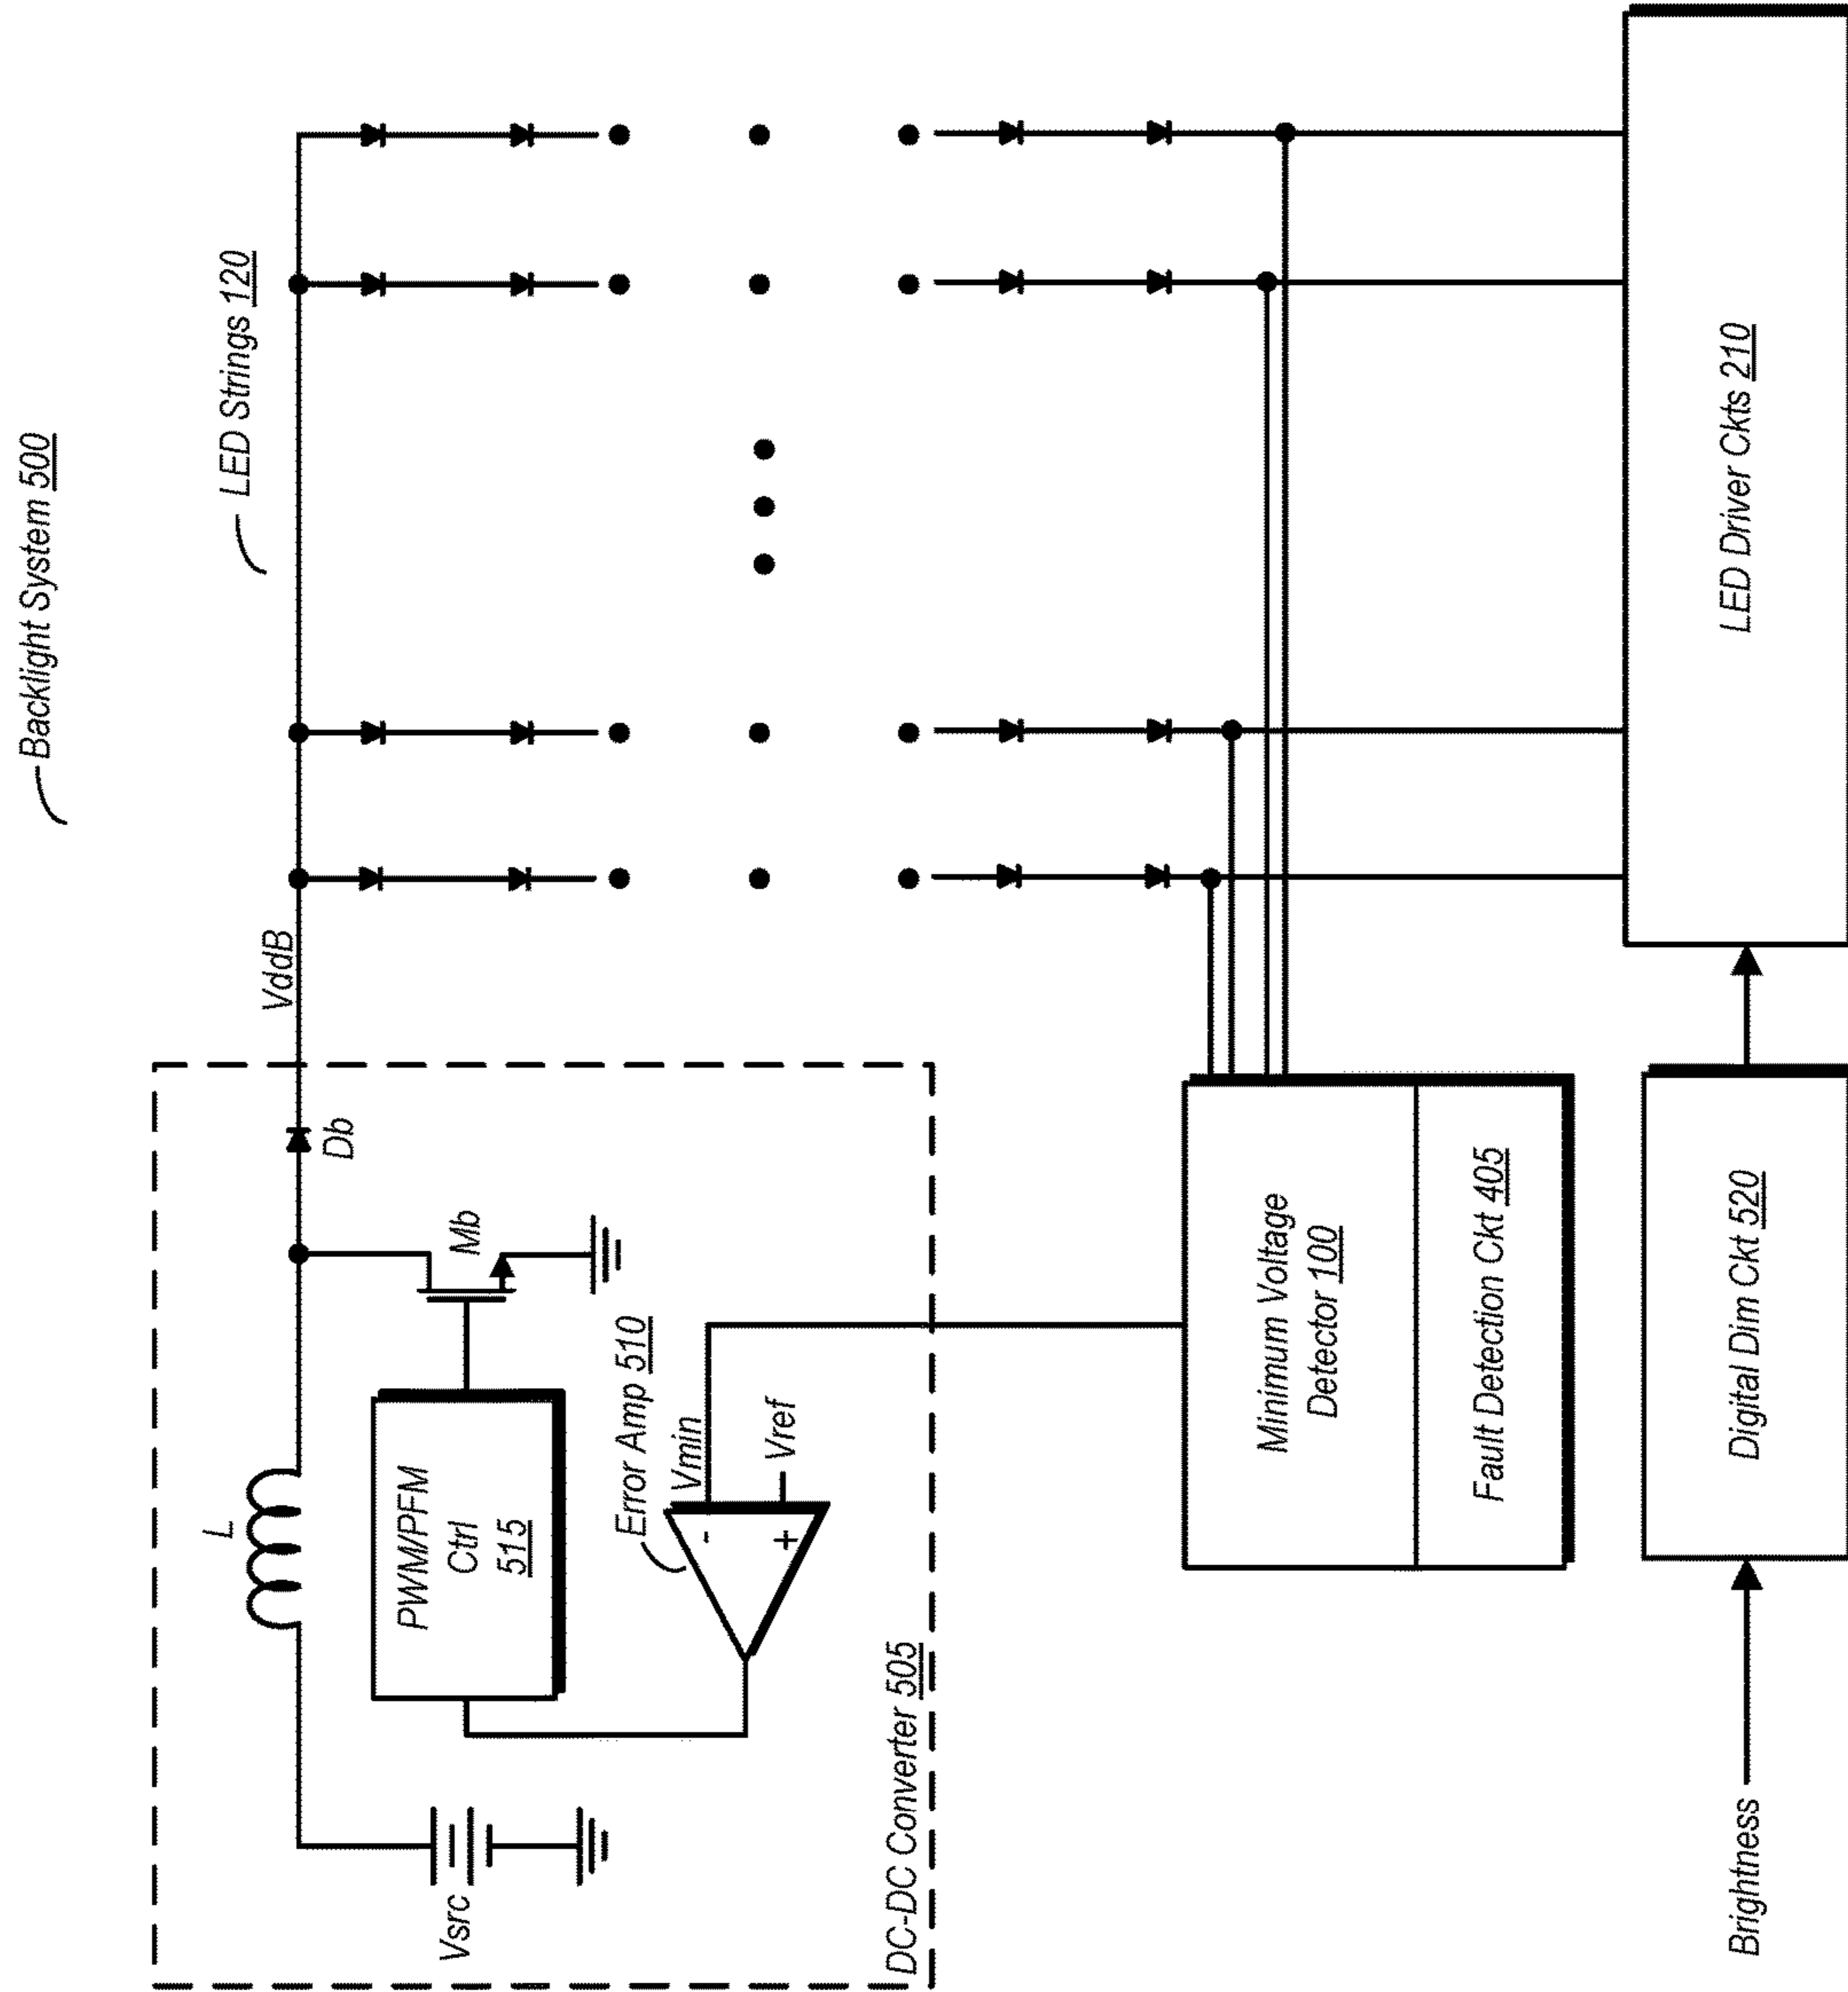 Backlight System 500
LED Strings 120
VddB
L
Db
Mb
PWM/PFM
Ctrl
515
Vsrc
Error Amp 510
Vmin
Vref
-
+
DC-DC Converter 505
Minimum Voltage
Detector 100
Fault Detection Ckt 405
Brightness
Digital Dim Ckt 520
LED Driver Ckts 210